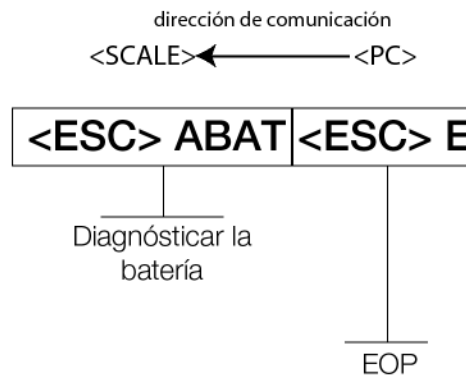 dirección de comunicación
<SCALE> <PC>
<ESC> ABAT <ESC> E
Diagnósticar la
batería
EOP